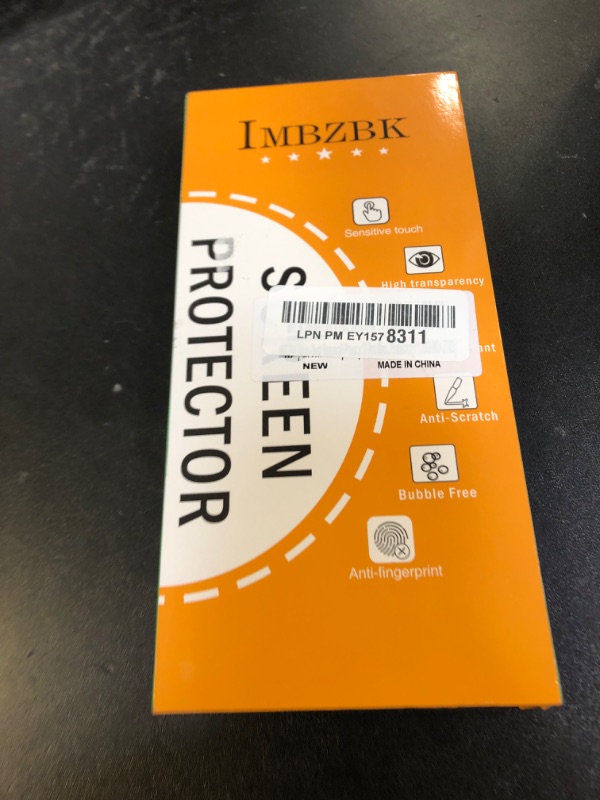 IMBZBK
SCREEN
PROTECTOR
Sensitive touch
High transparency
LPN PM EY157 8311
NEW
MADE IN CHINA
Anti-Scratch
Bubble Free
Anti-fingerprint